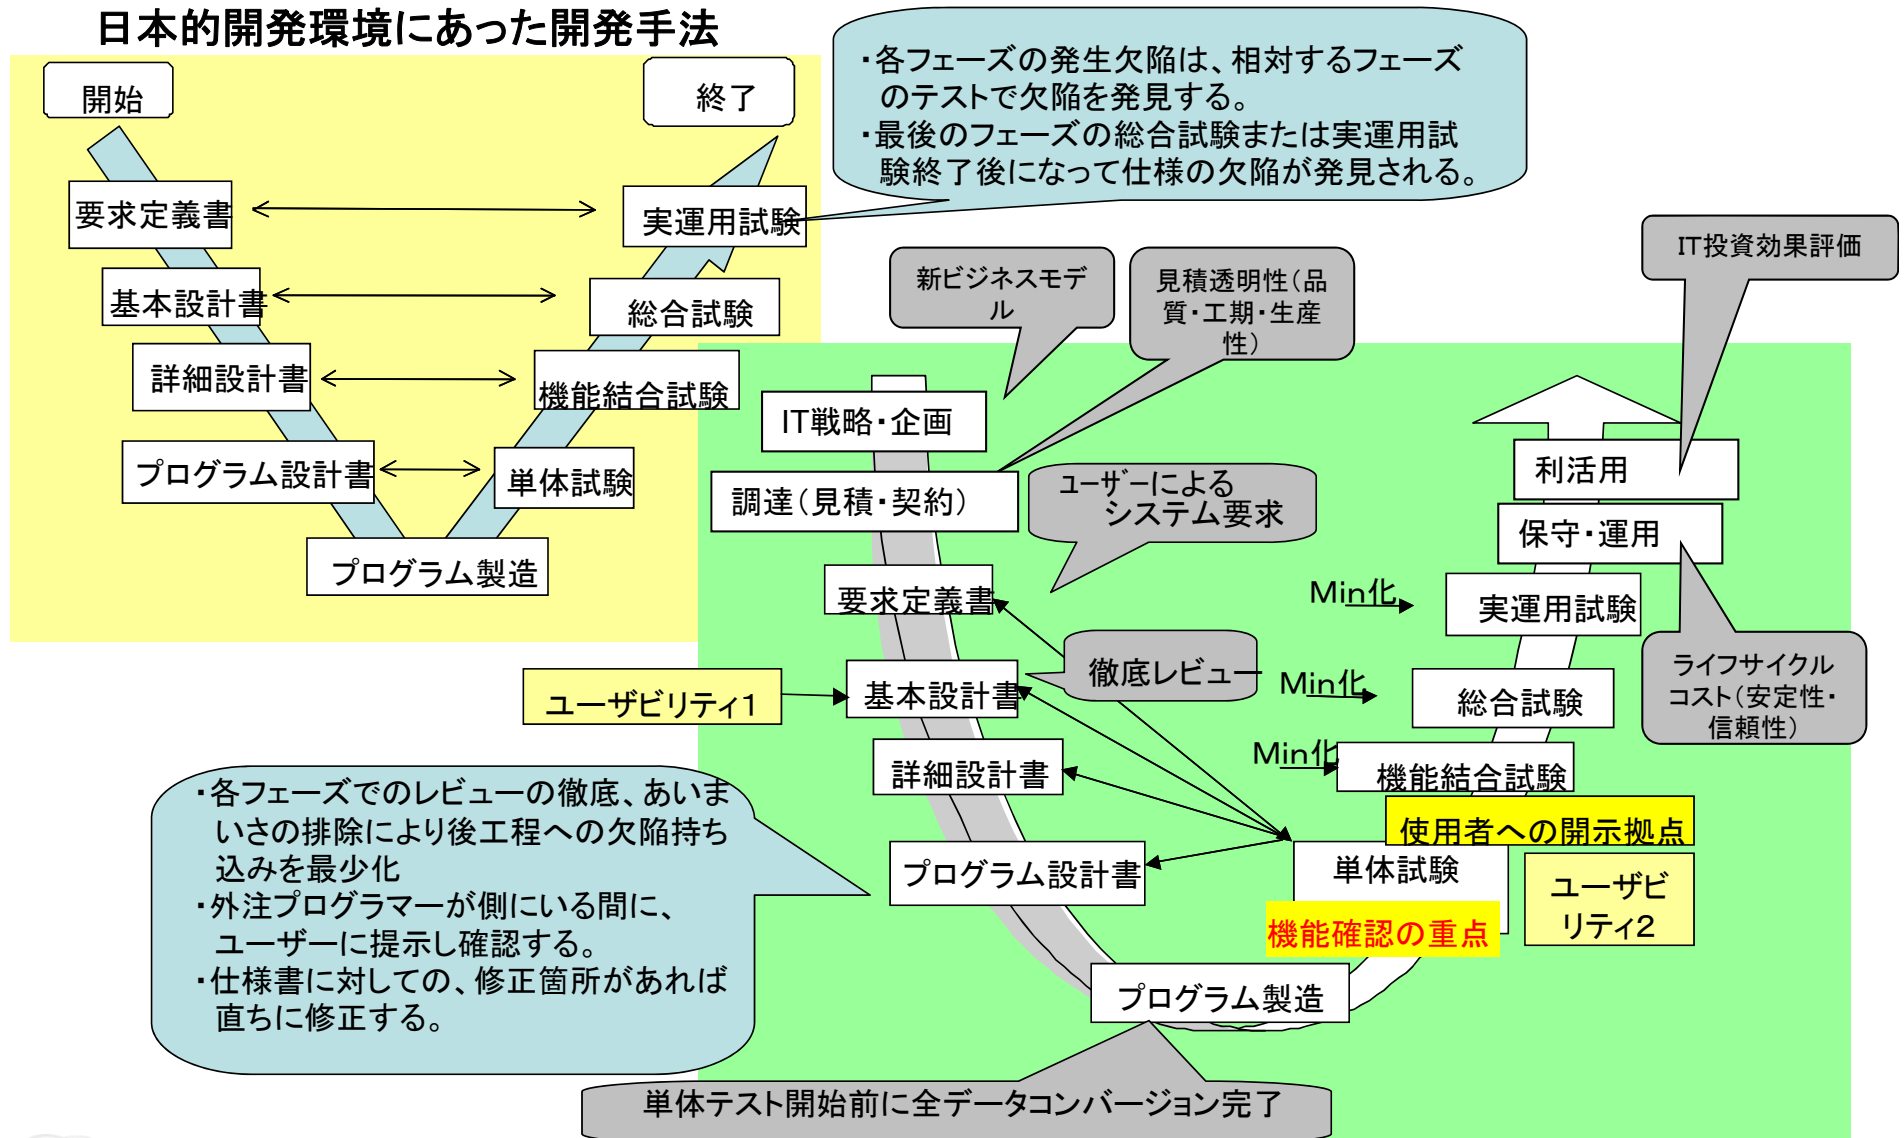 日本的開発環境にあった開発手法
開始
終了
・各フェーズの発生欠陥は、相対するフェーズ
のテストで欠陥を発見する。
・最後のフェーズの総合試験または実運用試
験終了後になって仕様の欠陥が発見される。
要求定義書
実運用試験
基本設計書
総合試験
詳細設計書
機能結合試験
プログラム設計書
単体試験
プログラム製造
新ビジネスモデ
ル
見積透明性（品
質・工期・生産
性）
IT投資効果評価
IT戦略・企画
調達（見積・契約）
ユーザーによる
システム要求
利活用
保守・運用
要求定義書
Min化
実運用試験
徹底レビュー
ユーザビリティ１
基本設計書
Min化
総合試験
ライフサイクル
コスト（安定性・
信頼性）
詳細設計書
Min化
機能結合試験
使用者への開示拠点
・各フェーズでのレビューの徹底、あいま
いさの排除により後工程への欠陥持ち
込みを最少化
・外注プログラマーが側にいる間に、
ユーザーに提示し確認する。
・仕様書に対しての、修正箇所があれば
直ちに修正する。
プログラム設計書
単体試験
機能確認の重点
ユーザビ
リティ２
プログラム製造
単体テスト開始前に全データコンバージョン完了